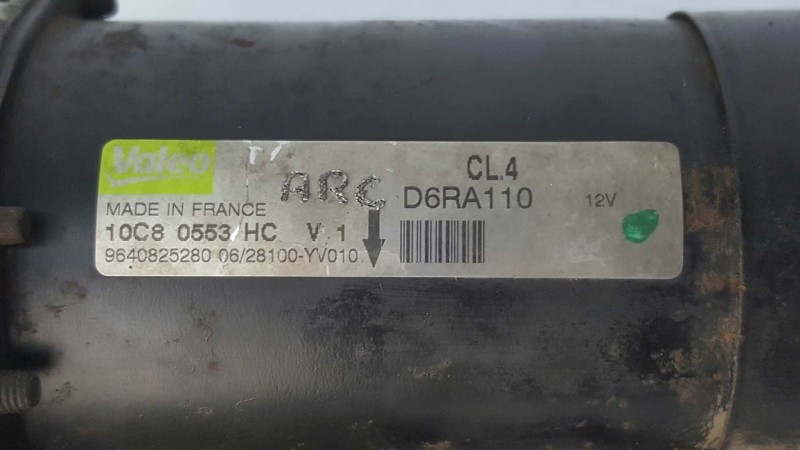 Valeo
ARC
CL.4
D6RA110
12V
MADE IN FRANCE
10C8 0553 HC V 1
9640825280 06/28100-YV010